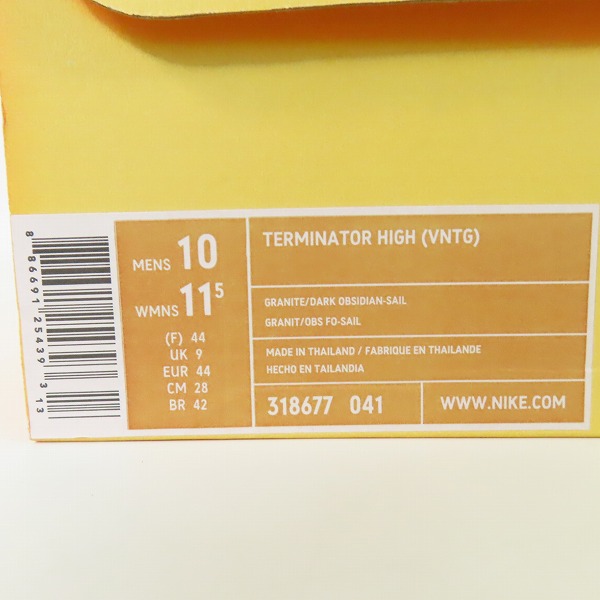 8 86691 25439 3 13
MENS 10
WMNS 11⁵
(F) 44
UK 9
EUR 44
CM 28
BR 42
TERMINATOR HIGH (VNTG)
GRANITE/DARK OBSIDIAN-SAIL
GRANIT/OBS FO-SAIL
MADE IN THAILAND / FABRIQUE EN THAILANDE
HECHO EN TAILANDIA
318677 041
WWW.NIKE.COM